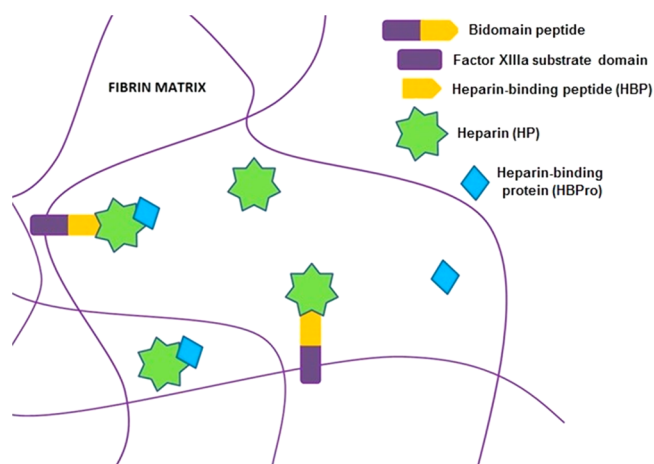 FIBRIN MATRIX
Bidomain peptide
Factor XIIIa substrate domain
Heparin-binding peptide (HBP)
Heparin (HP)
Heparin-binding
protein (HBPro)